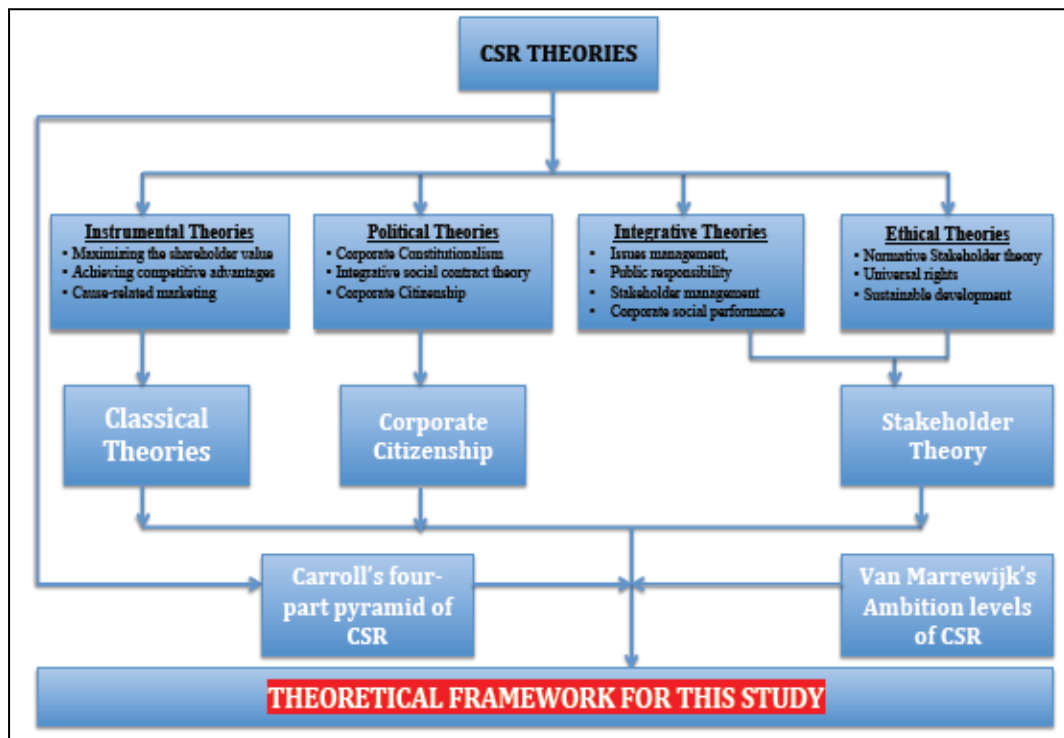 CSR THEORIES
Instrumental Theories
▪ Maximizing the shareholder value
▪ Achieving competitive advantages
▪ Cause-related marketing
Political Theories
▪ Corporate Constitutionalism
▪ Integrative social contract theory
▪ Corporate Citizenship
Integrative Theories
▪ Issues management,
▪ Public responsibility
▪ Stakeholder management
▪ Corporate social performance
Ethical Theories
▪ Normative Stakeholder theory
▪ Universal rights
▪ Sustainable development
Classical
Theories
Corporate
Citizenship
Stakeholder
Theory
Carroll's four-
part pyramid of
CSR
Van Marrewijk's
Ambition levels
of CSR
THEORETICAL FRAMEWORK FOR THIS STUDY